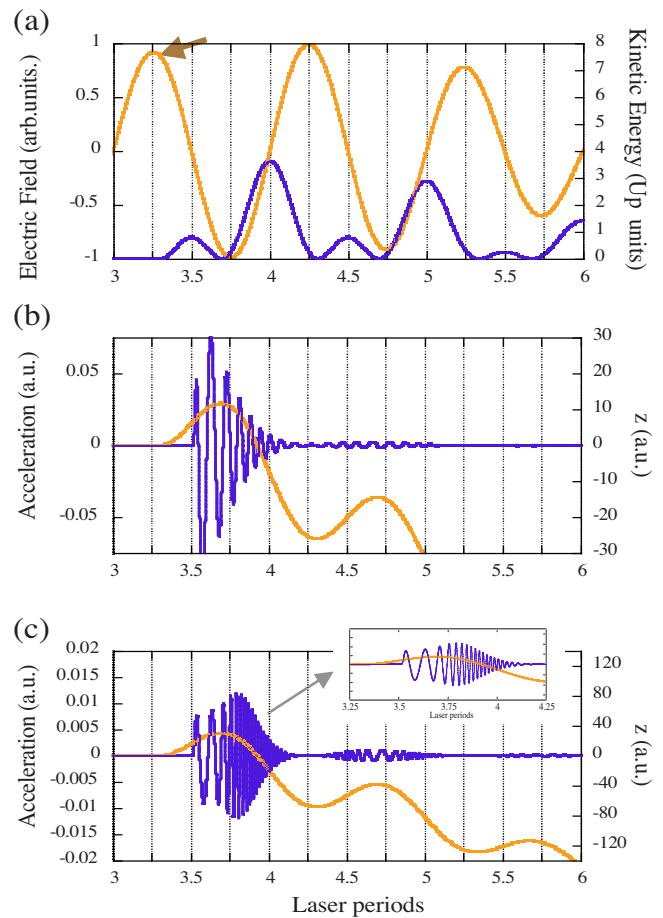 (a)
Electric Field (arb.units.)
1
0.5
0
-0.5
-1
8
7
6
5
4
3
2
1
0
Kinetic Energy (Up units)
3 3.5 4 4.5 5 5.5 6
(b)
Acceleration (a.u.)
0.05
0
-0.05
30
20
10
0
-10
-20
-30
z (a.u.)
3 3.5 4 4.5 5 5.5 6
(c)
Acceleration (a.u.)
0.02
0.015
0.01
0.005
0
-0.005
-0.01
-0.015
-0.02
3.25 3.5 3.75 4 4.25
Laser periods
120
80
40
0
-40
-80
-120
z (a.u.)
3 3.5 4 4.5 5 5.5 6
Laser periods